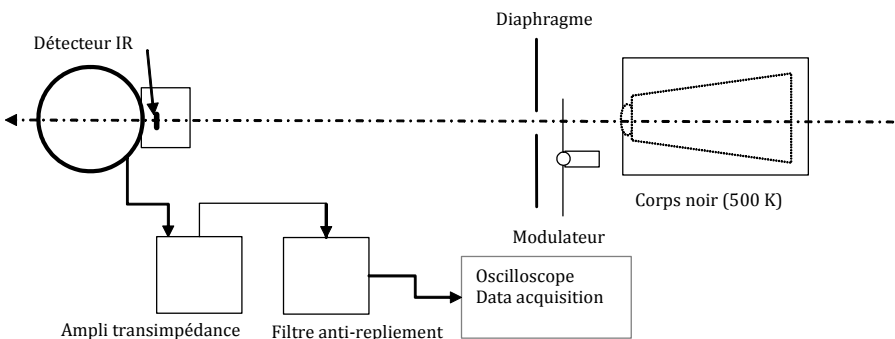 Diaphragme
Détecteur IR
Corps noir (500 K)
Modulateur
Oscilloscope
Data acquisition
Ampli transimpédance
Filtre anti-repliement